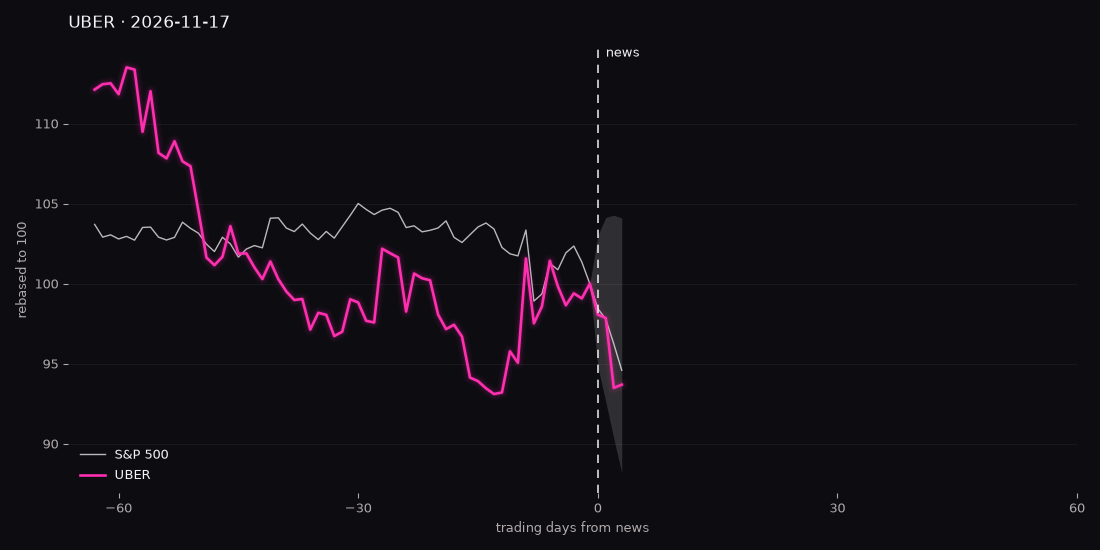 UBER · 2026-11-17
news
110
105
100
95
90
rebased to 100
S&P 500
UBER
−60
−30
0
30
60
trading days from news